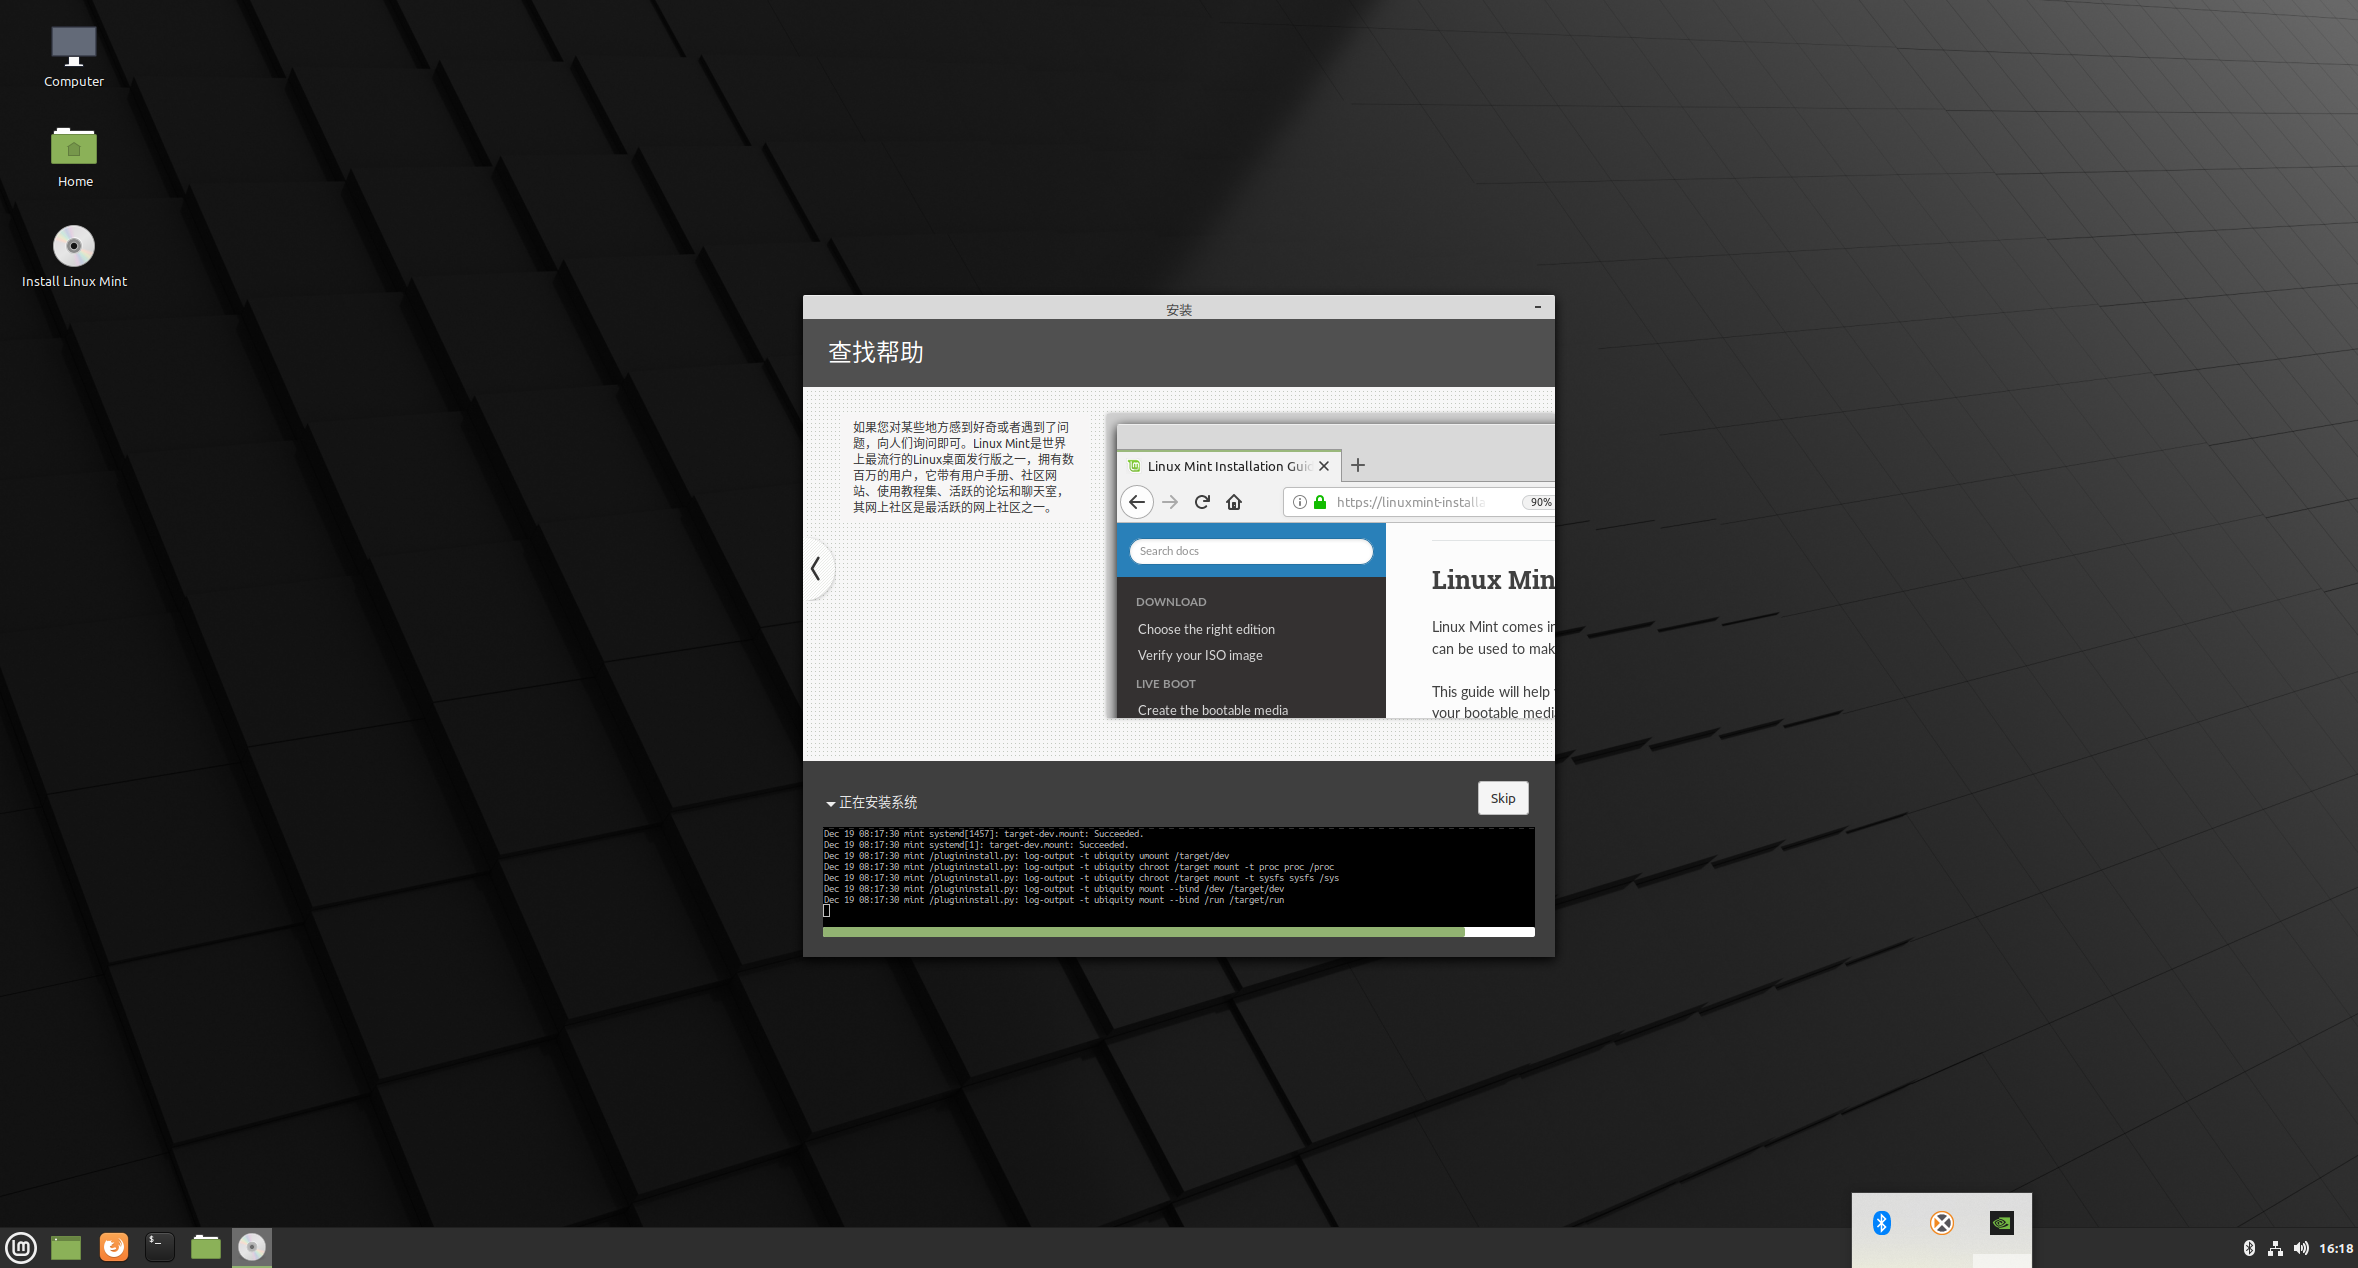 Computer
Home
Install Linux Mint
安装
查找帮助
如果您对某些地方感到好奇或者遇到了问
题，向人们询问即可。Linux Mint是世界
上最流行的Linux桌面发行版之一，拥有数
百万的用户，它带有用户手册、社区网
站、使用教程集、活跃的论坛和聊天室，
其网上社区是最活跃的网上社区之一。
Linux Mint Installation Guid
https://linuxmint-installa
90%
Search docs
DOWNLOAD
Choose the right edition
Verify your ISO image
LIVE BOOT
Create the bootable media
Linux Min
Linux Mint comes in
can be used to mak
This guide will help
your bootable media
正在安装系统
Skip
Dec 19 08:17:30 mint systemd[1457]: target-dev.mount: Succeeded.
Dec 19 08:17:30 mint systemd[1]: target-dev.mount: Succeeded.
Dec 19 08:17:30 mint /plugininstall.py: log-output -t ubiquity umount /target/dev
Dec 19 08:17:30 mint /plugininstall.py: log-output -t ubiquity chroot /target mount -t proc proc /proc
Dec 19 08:17:30 mint /plugininstall.py: log-output -t ubiquity chroot /target mount -t sysfs sysfs /sys
Dec 19 08:17:30 mint /plugininstall.py: log-output -t ubiquity mount --bind /dev /target/dev
Dec 19 08:17:30 mint /plugininstall.py: log-output -t ubiquity mount --bind /run /target/run
$_
16:18